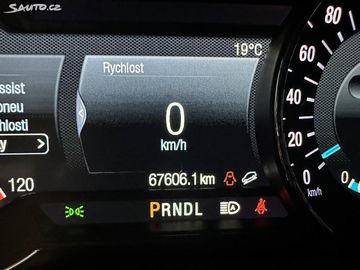 SAUTO.CZ
19°C
Rychlost
ssist
oneu
hlosti
y
0
km/h
67606.1 km
120
PRNDL
80
60
40
20
0
km/h